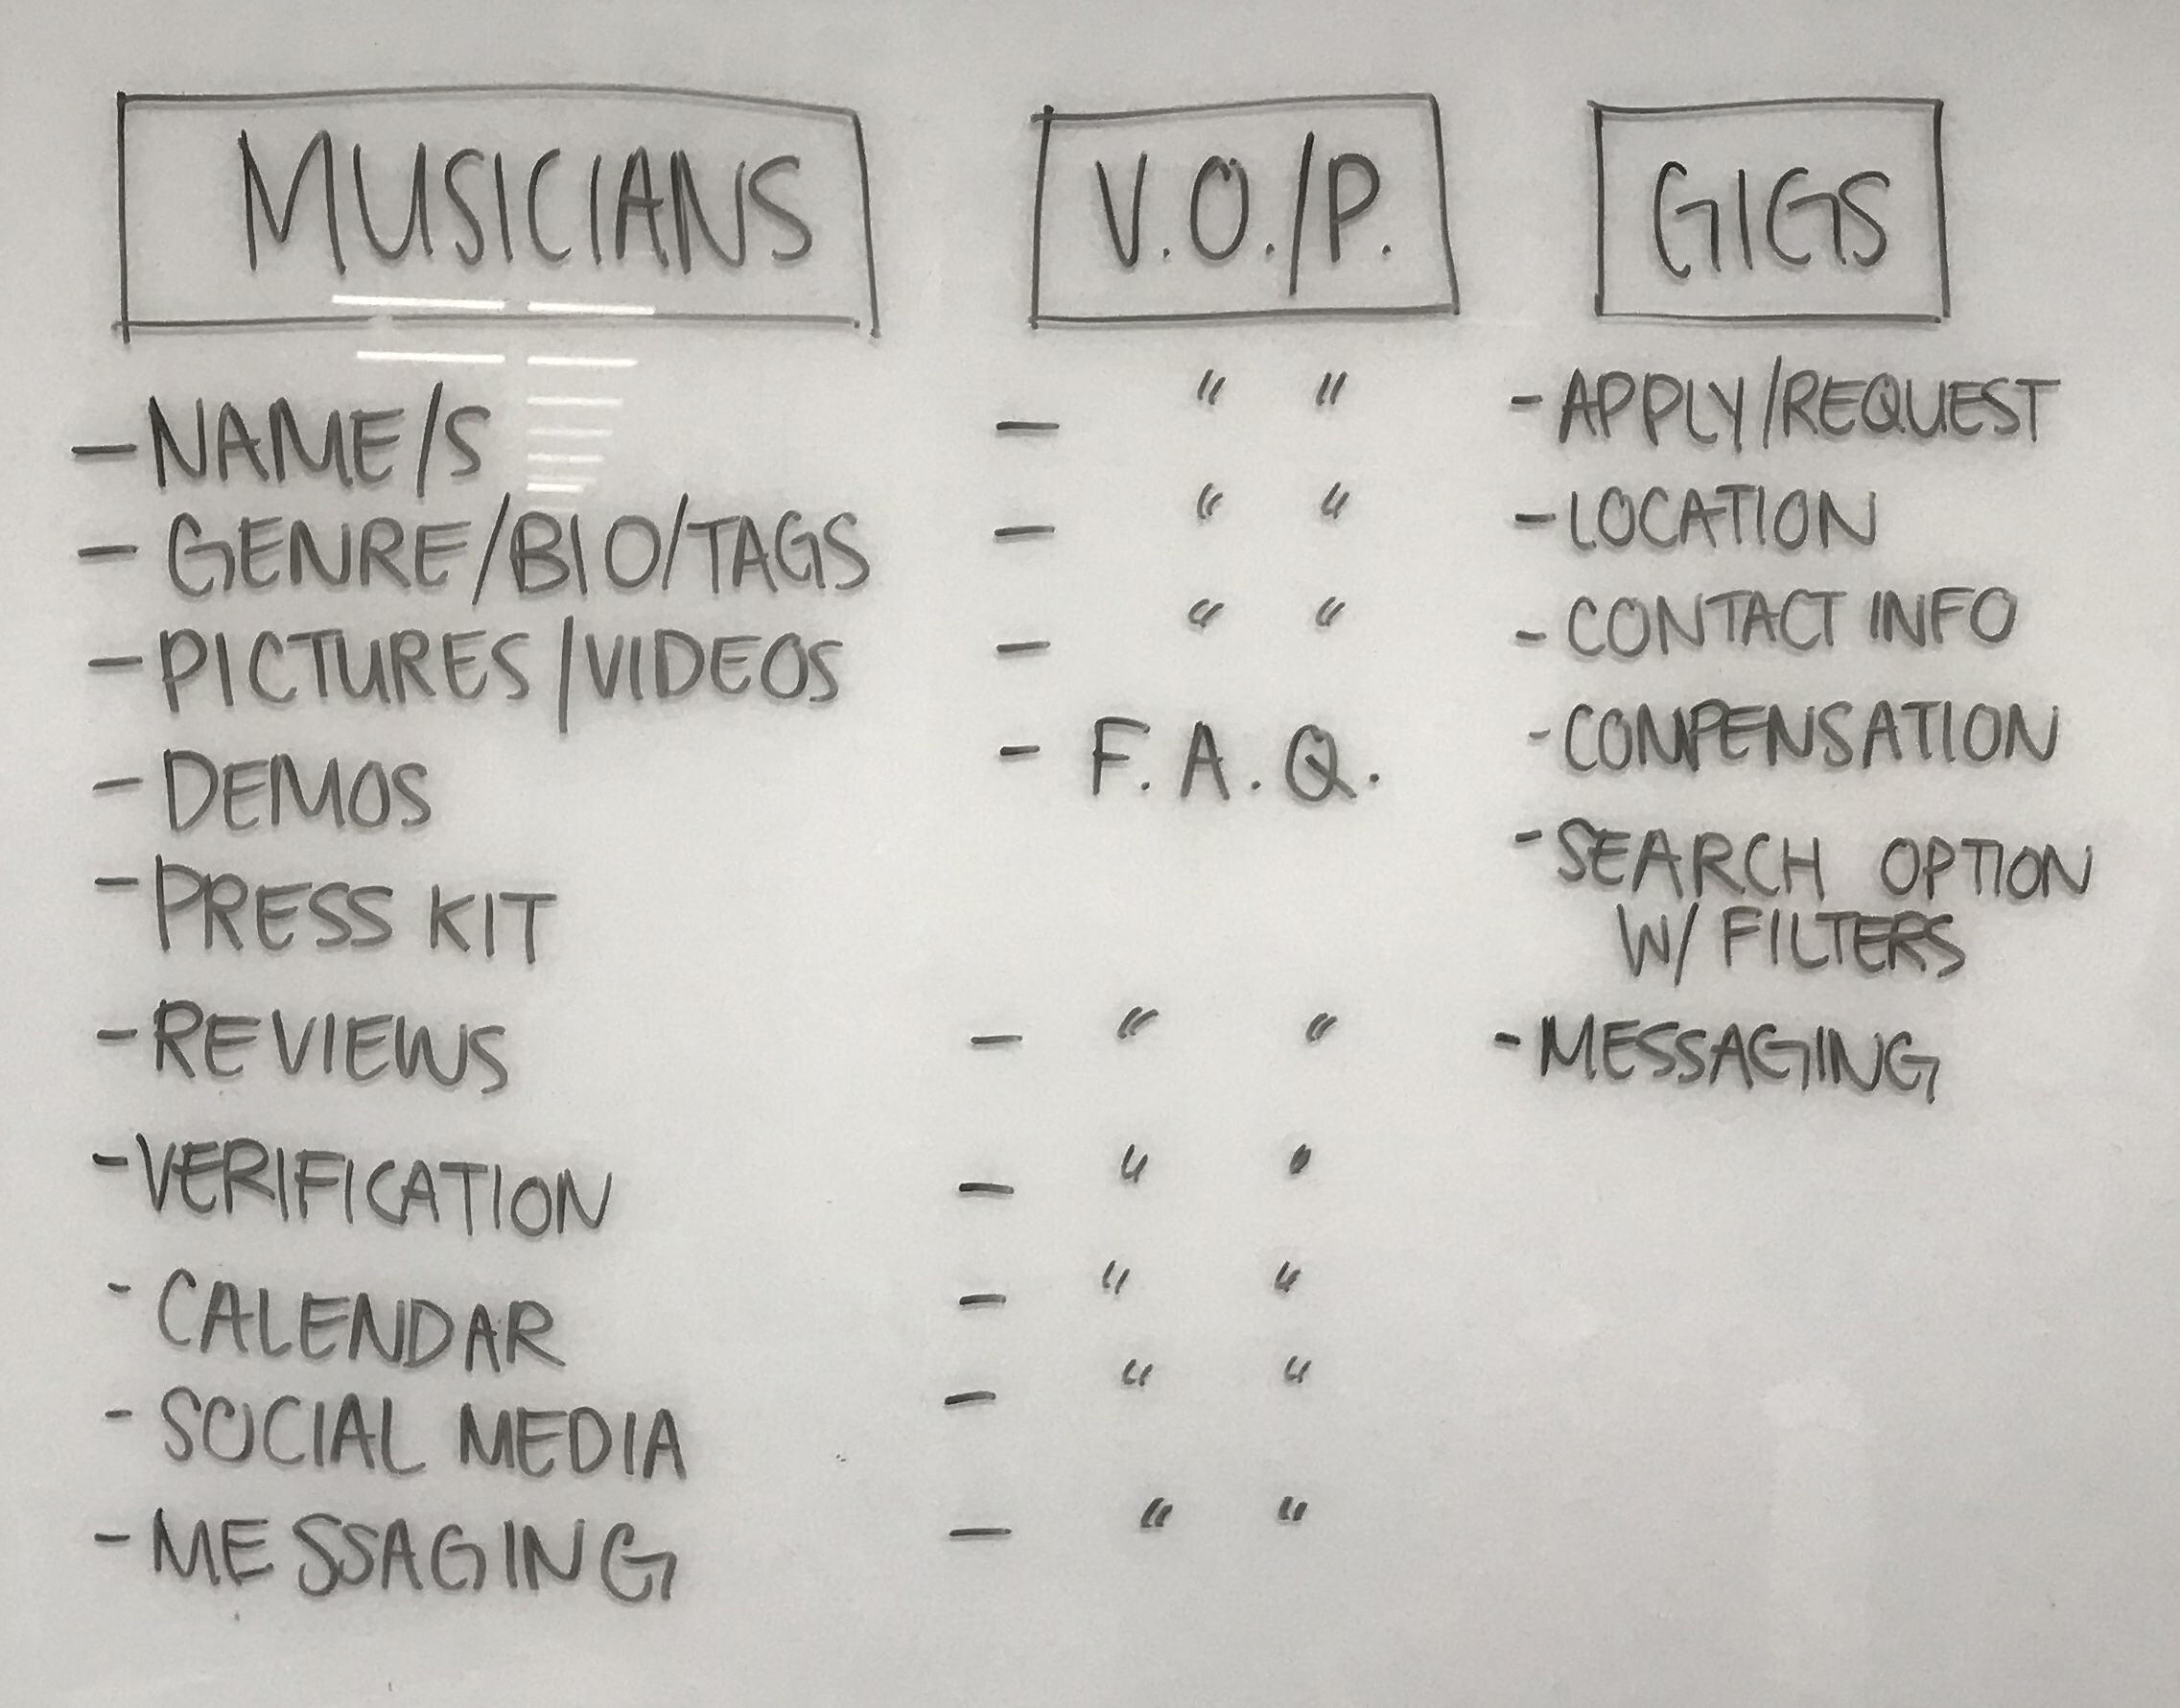 MUSICIANS
- NAME/S
- GENRE/BIO/TAGS
- PICTURES/VIDEOS
- DEMOS
- PRESS KIT
- REVIEWS
- VERIFICATION
- CALENDAR
- SOCIAL MEDIA
- MESSAGING
V.O./P.
- " "
- " "
- " "
- F.A.Q.
- " "
- " "
- " "
- " "
- " "
GIGS
- APPLY/REQUEST
- LOCATION
- CONTACT INFO
- COMPENSATION
- SEARCH OPTION
W/ FILTERS
- MESSAGING